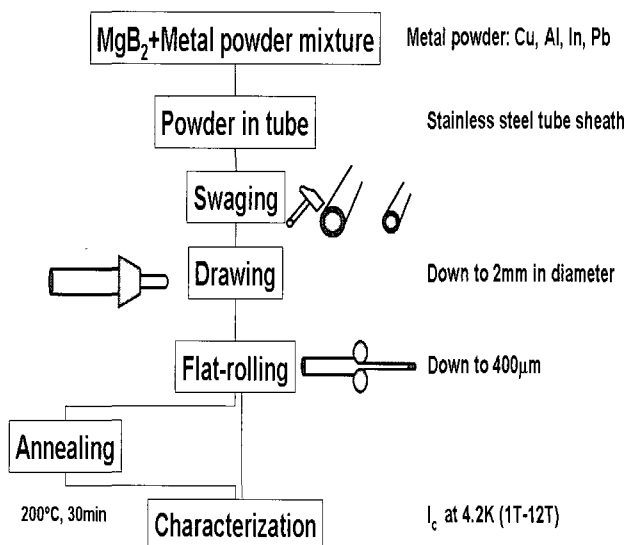 MgB₂+Metal powder mixture Metal powder: Cu, Al, In, Pb
Powder in tube Stainless steel tube sheath
Swaging
Drawing Down to 2mm in diameter
Flat-rolling Down to 400μm
Annealing
200°C, 30min Characterization I_c at 4.2K (1T-12T)